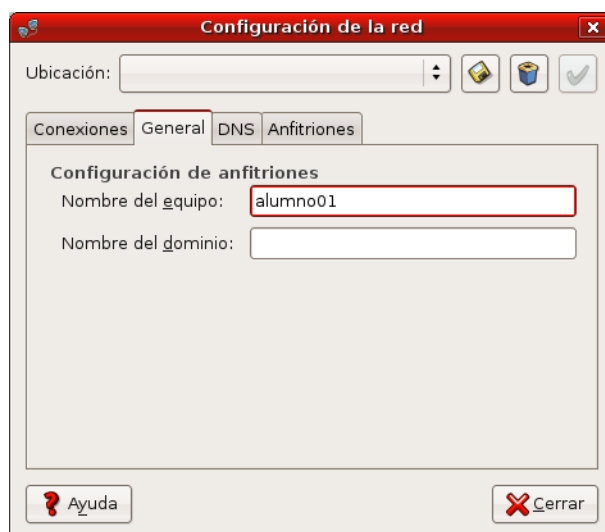 Configuración de la red
Ubicación:
Conexiones General DNS Anfitriones
Configuración de anfitriones
Nombre del equipo: alumno01
Nombre del dominio:
Ayuda Cerrar